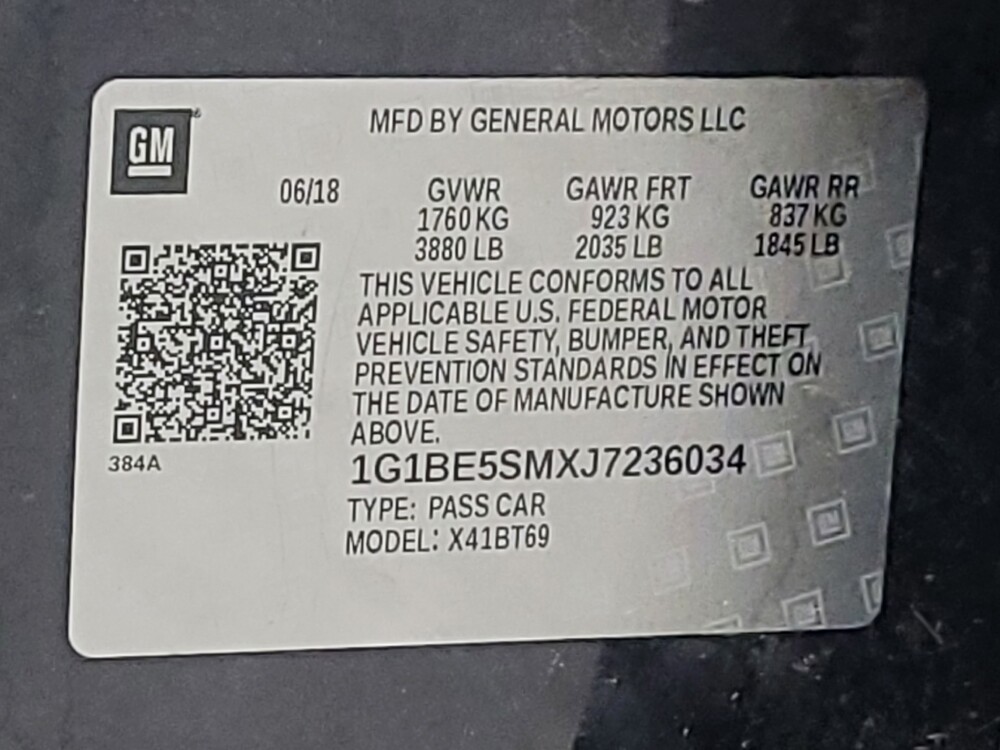 GM
MFD BY GENERAL MOTORS LLC
06/18 GVWR GAWR FRT GAWR RR
1760 KG 923 KG 837 KG
3880 LB 2035 LB 1845 LB
THIS VEHICLE CONFORMS TO ALL
APPLICABLE U.S. FEDERAL MOTOR
VEHICLE SAFETY, BUMPER, AND THEFT
PREVENTION STANDARDS IN EFFECT ON
THE DATE OF MANUFACTURE SHOWN
ABOVE.
384A
1G1BE5SMXJ7236034
TYPE: PASS CAR
MODEL: X41BT69